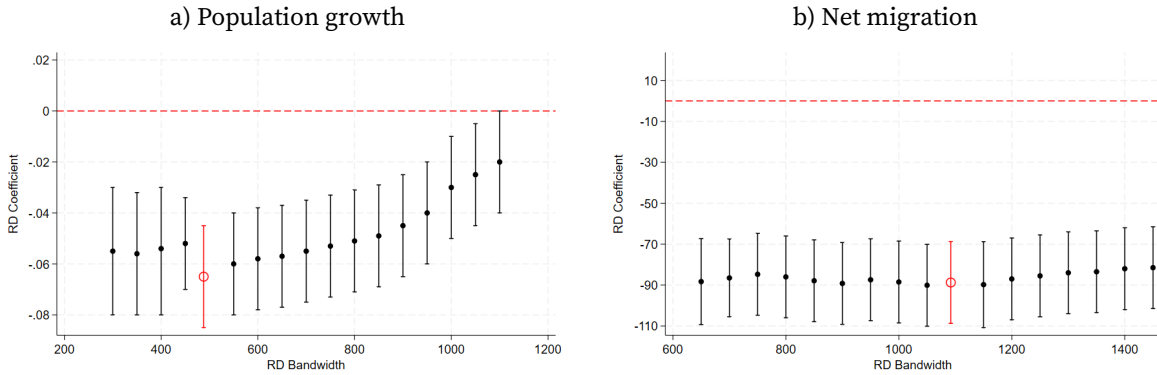 a) Population growth
.02
0
-.02
-.04
-.06
-.08
RD Coefficient
200 400 600 800 1000 1200
RD Bandwidth
b) Net migration
10
-10
-30
-50
-70
-90
-110
RD Coefficient
600 800 1000 1200 1400
RD Bandwidth